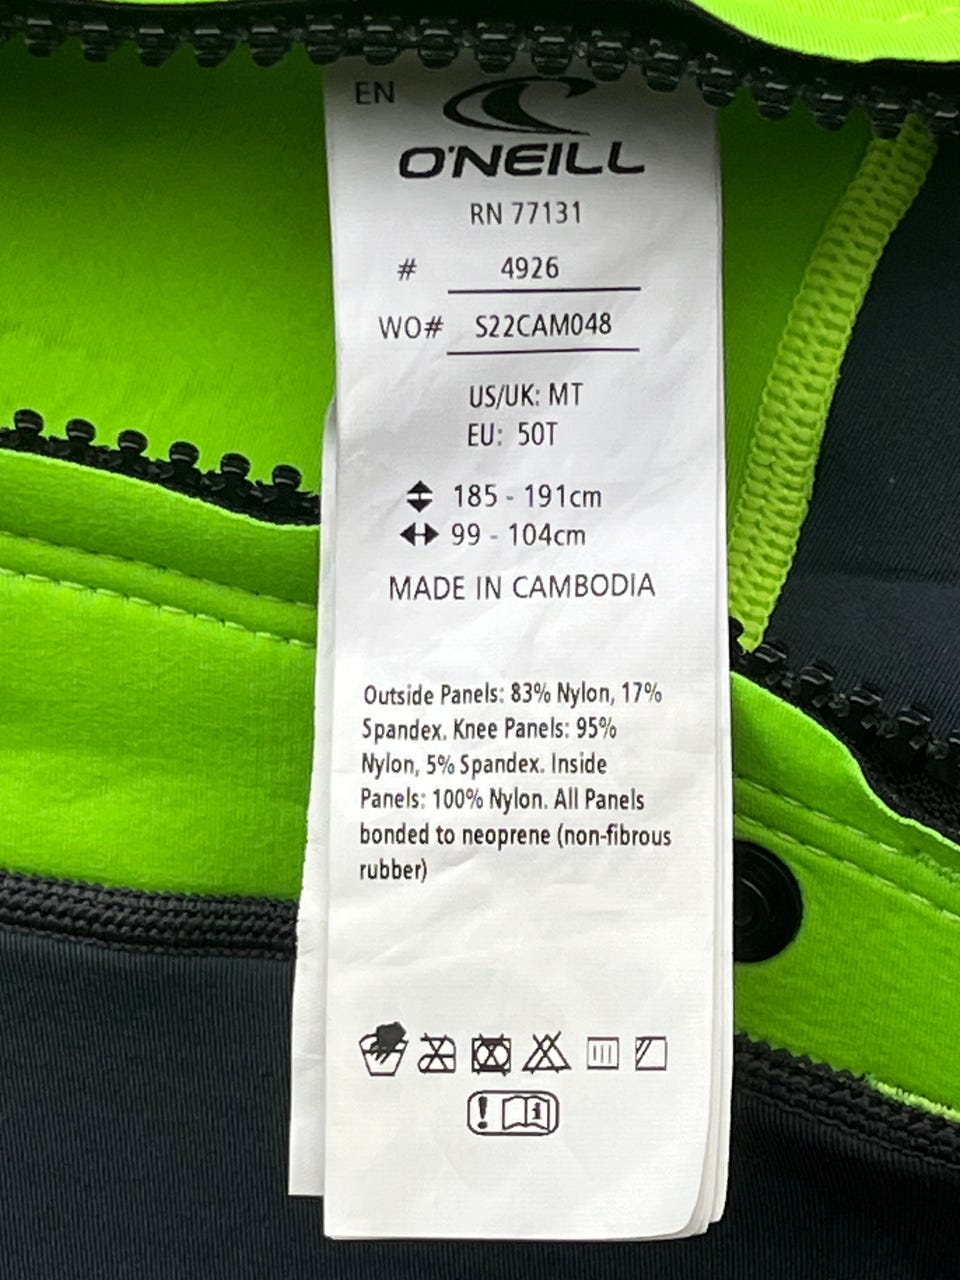 EN
O'NEILL
RN 77131
# 4926
WO# S22CAM048
US/UK: MT
EU: 50T
185 - 191cm
99 - 104cm
MADE IN CAMBODIA
Outside Panels: 83% Nylon, 17%
Spandex. Knee Panels: 95%
Nylon, 5% Spandex. Inside
Panels: 100% Nylon. All Panels
bonded to neoprene (non-fibrous
rubber)